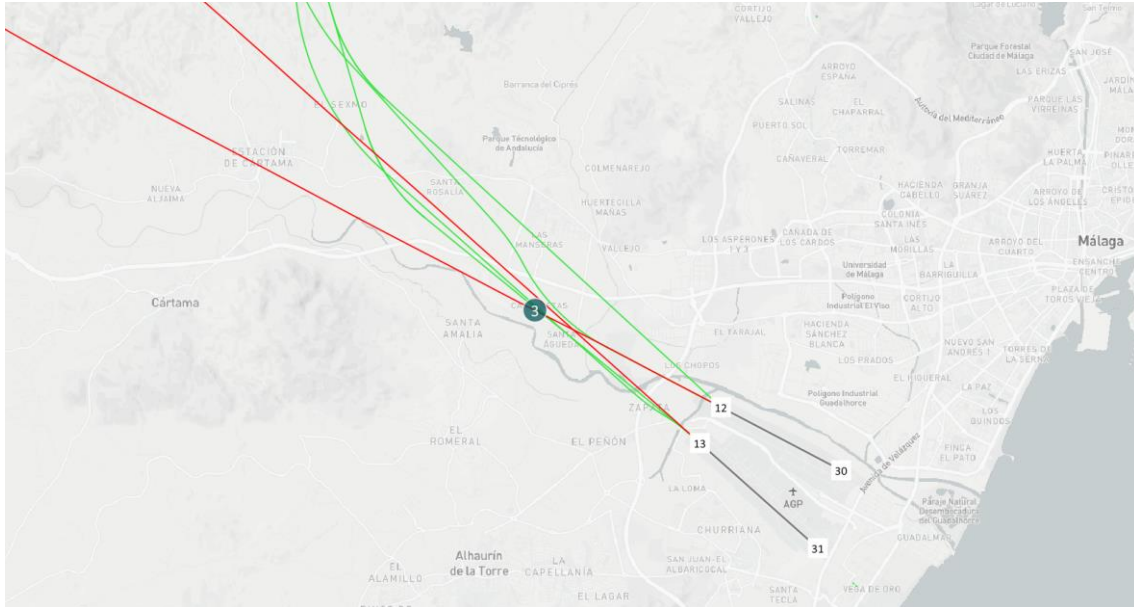 CORTIJO
VALLEJO
San Telmo
Parque Forestal
Ciudad de Málaga
SAN JOSÉ
LAS ERIZAS
ARROYO
ESPAÑA
Barranca del Ciprés
PARQUE LAS
VIRREINAS
SALINAS
EL
CHAPARRAL
Autovía del Mediterráneo
EL SEXMO
PUERTO SOL
Parque Tecnológico
de Andalucía
TORREMAR
HUERTA
LA PALMA
ESTACIÓN
DE CÁRTAMA
CAÑAVERAL
COLMENAREJO
NUEVA
ALJAIMA
SANTA
ROSALÍA
HACIENDA
CABELLO
GRANJA
SUÁREZ
ARROYO DE
LOS ÁNGELES
HUERTECILLA
MAÑAS
COLONIA
SANTA INÉS
LAS
MANSERAS
VALLEJO
LOS ASPERONES
1 Y 3
CAÑADA DE
LOS CARDOS
LAS
MORILLAS
ARROYO DEL
CUARTO
Málaga
Universidad
de Málaga
LA
BARRIGUILLA
ENSANCHE
CENTRO
Cártama
3
Polígono
Industrial El Viso
CORTIJO
ALTO
PLAZA DE
TOROS VIEJA
SANTA
AMALIA
SANTA
ÁGUEDA
EL TARAJAL
HACIENDA
SÁNCHEZ
BLANCA
NUEVO SAN
ANDRÉS I
TORRES DE
LA SERNA
LOS CHOPOS
LOS PRADOS
EL HIGUERAL
LA PAZ
Polígono Industrial
Guadalhorce
ZAPATA
12
LOS
GUINDOS
EL
ROMERAL
EL PEÑÓN
13
Avenida de Velázquez
FINCA
EL PATO
30
LA LOMA
AGP
Paraje Natural
Desembocadura
del Guadalhorce
CHURRIANA
GUADALMAR
31
Alhaurín
de la Torre
EL
ALAMILLO
LA
CAPELLANÍA
SAN JUAN-EL
ALBARICOCAL
SANTA
TECLA
VEGA DE ORO
EL LAGAR